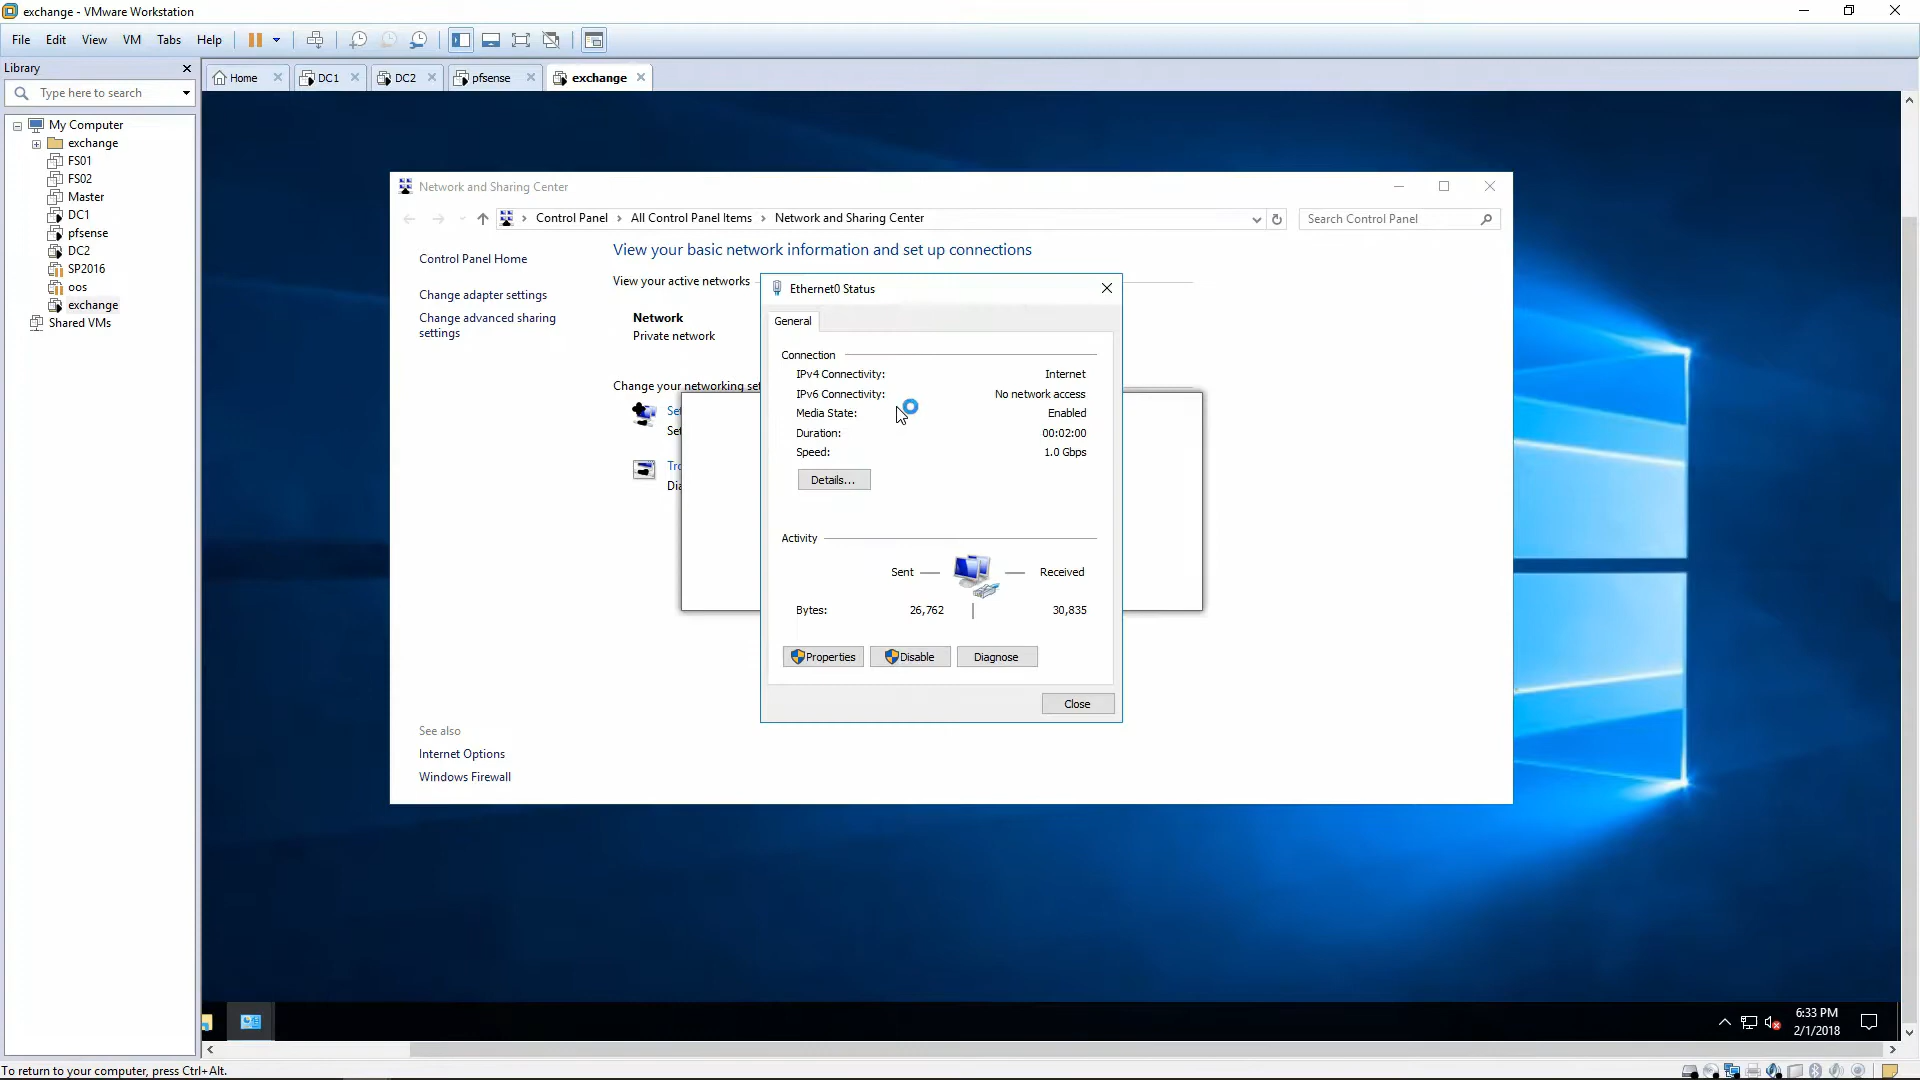 exchange - VMware Workstation
File Edit View VM Tabs Help
Library
Type here to search
My Computer
exchange
FS01
FS02
Master
DC1
pfsense
DC2
SP2016
oos
exchange
Shared VMs
Home DC1 DC2 pfsense exchange
Network and Sharing Center
Control Panel All Control Panel Items Network and Sharing Center
Search Control Panel
Control Panel Home
Change adapter settings
Change advanced sharing
settings
See also
Internet Options
Windows Firewall
View your basic network information and set up connections
View your active networks
Network
Private network
Change your networking set
Set
Set
Tro
Dia
Ethernet0 Status
General
Connection
IPv4 Connectivity: Internet
IPv6 Connectivity: No network access
Media State: Enabled
Duration: 00:02:00
Speed: 1.0 Gbps
Details...
Activity
Sent Received
Bytes: 26,762 30,835
Properties Disable Diagnose
Close
6:33 PM
2/1/2018
To return to your computer, press Ctrl+Alt.